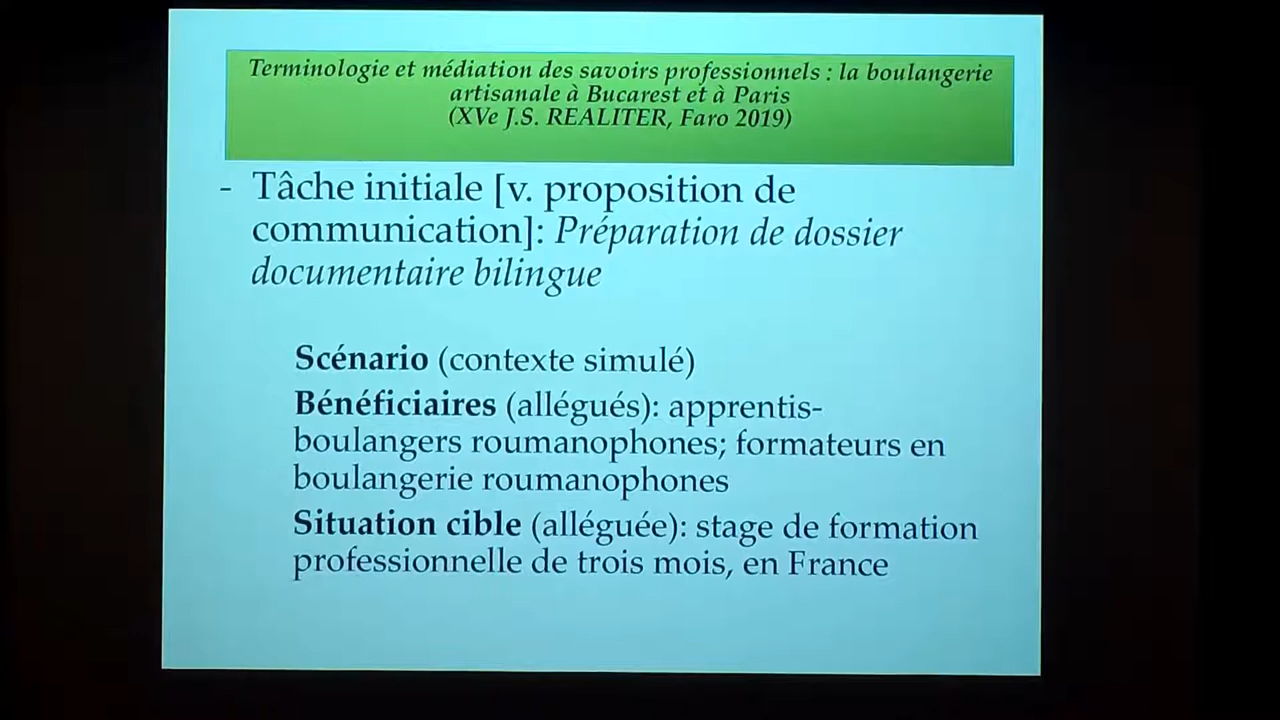 Terminologie et médiation des savoirs professionnels : la boulangerie
artisanale à Bucarest et à Paris
(XVe J.S. REALITER, Faro 2019)
- Tâche initiale [v. proposition de
communication]: Préparation de dossier
documentaire bilingue
Scénario (contexte simulé)
Bénéficiaires (allégués): apprentis-
boulangers roumanophones; formateurs en
boulangerie roumanophones
Situation cible (alléguée): stage de formation
professionnelle de trois mois, en France